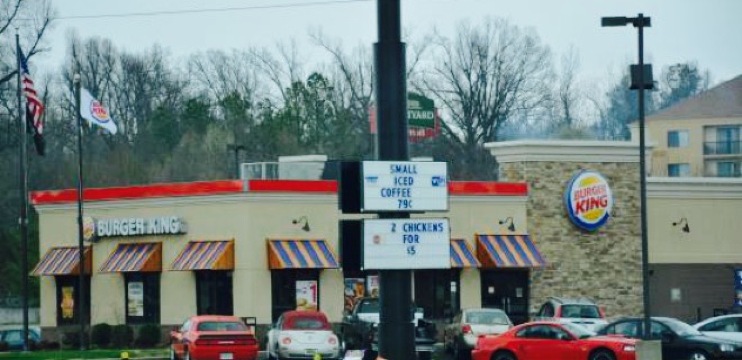 BURGER KING
SMALL
ICED
COFFEE
79¢
2 CHICKENS
FOR
$5
BURGER
KING